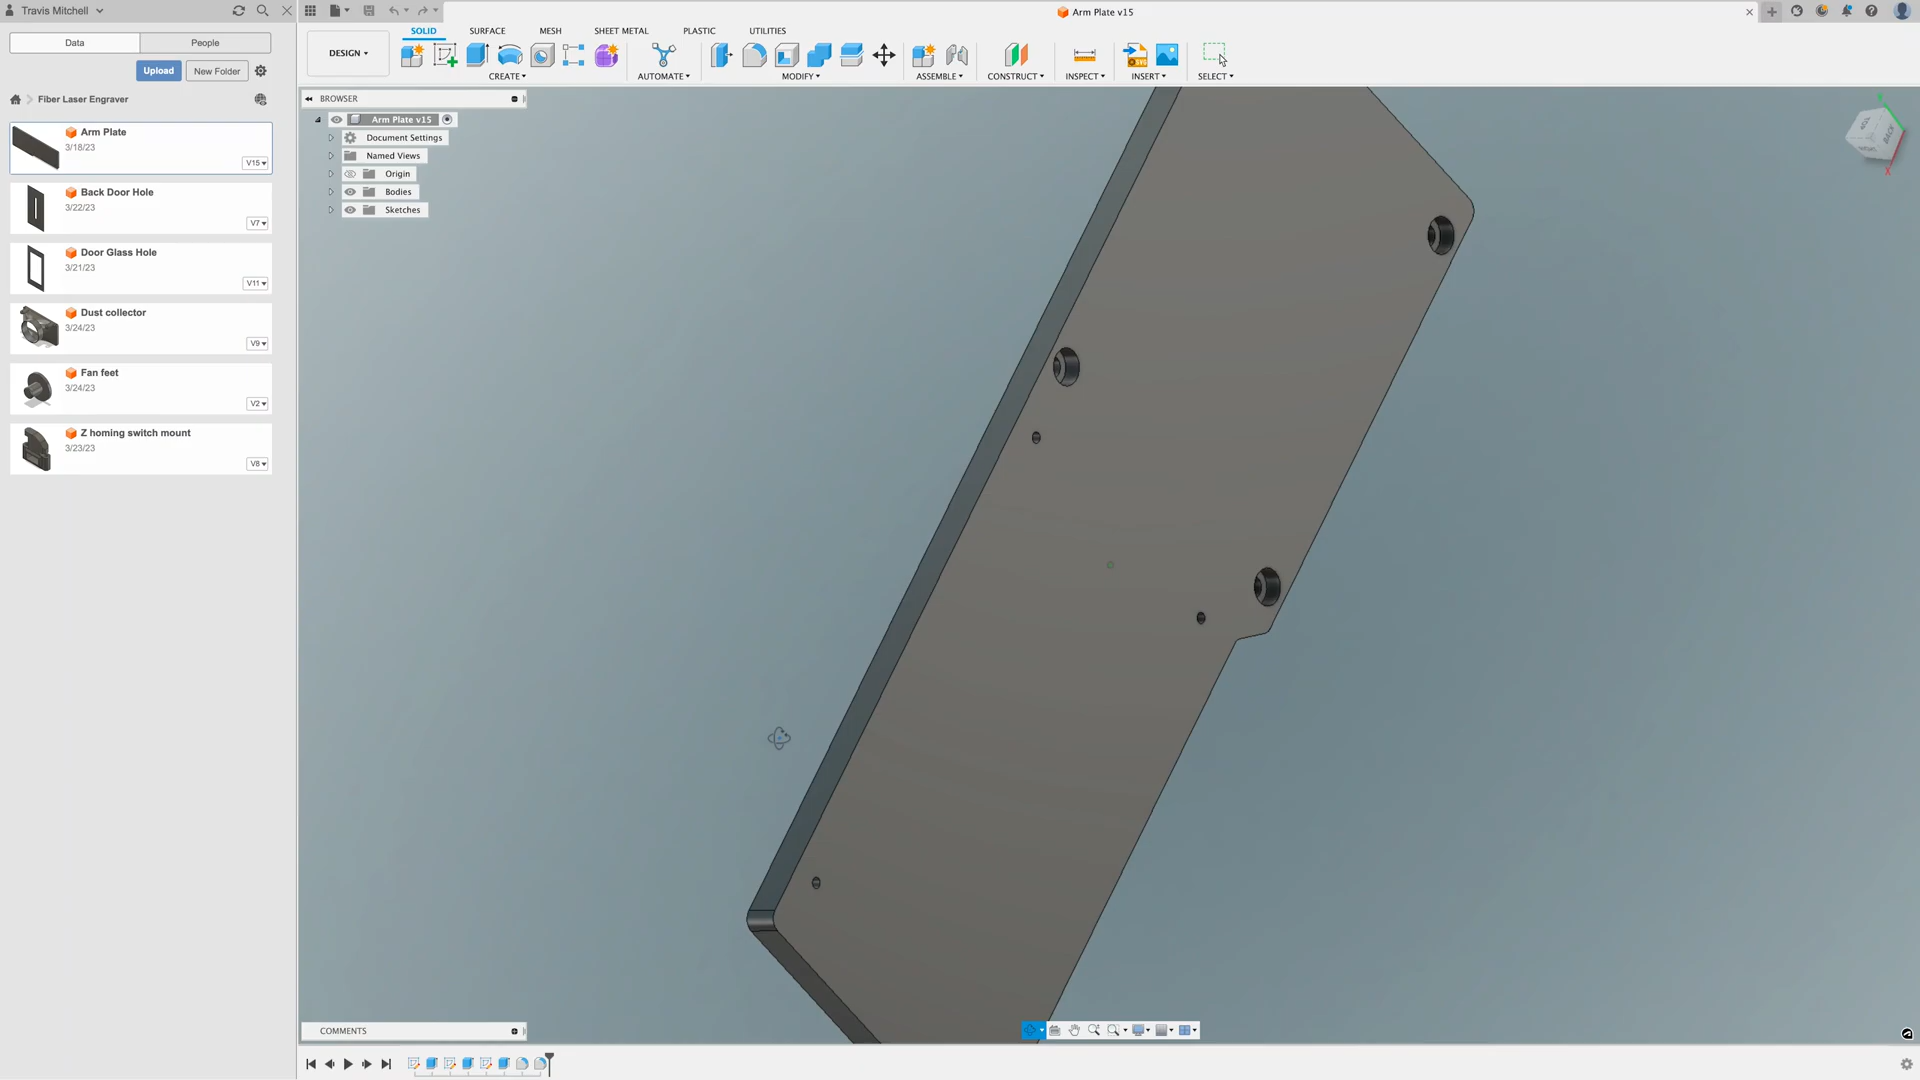 Travis Mitchell
Arm Plate v15
Data
People
SOLID
SURFACE
MESH
SHEET METAL
PLASTIC
UTILITIES
DESIGN
Upload
New Folder
CREATE
AUTOMATE
MODIFY
ASSEMBLE
CONSTRUCT
INSPECT
INSERT
SELECT
Fiber Laser Engraver
BROWSER
Arm Plate v15
Document Settings
Named Views
Origin
Bodies
Sketches
Arm Plate
3/18/23
V15
Back Door Hole
3/22/23
V7
Door Glass Hole
3/21/23
V11
Dust collector
3/24/23
V9
Fan feet
3/24/23
V2
Z homing switch mount
3/23/23
V8
BACK
X
COMMENTS